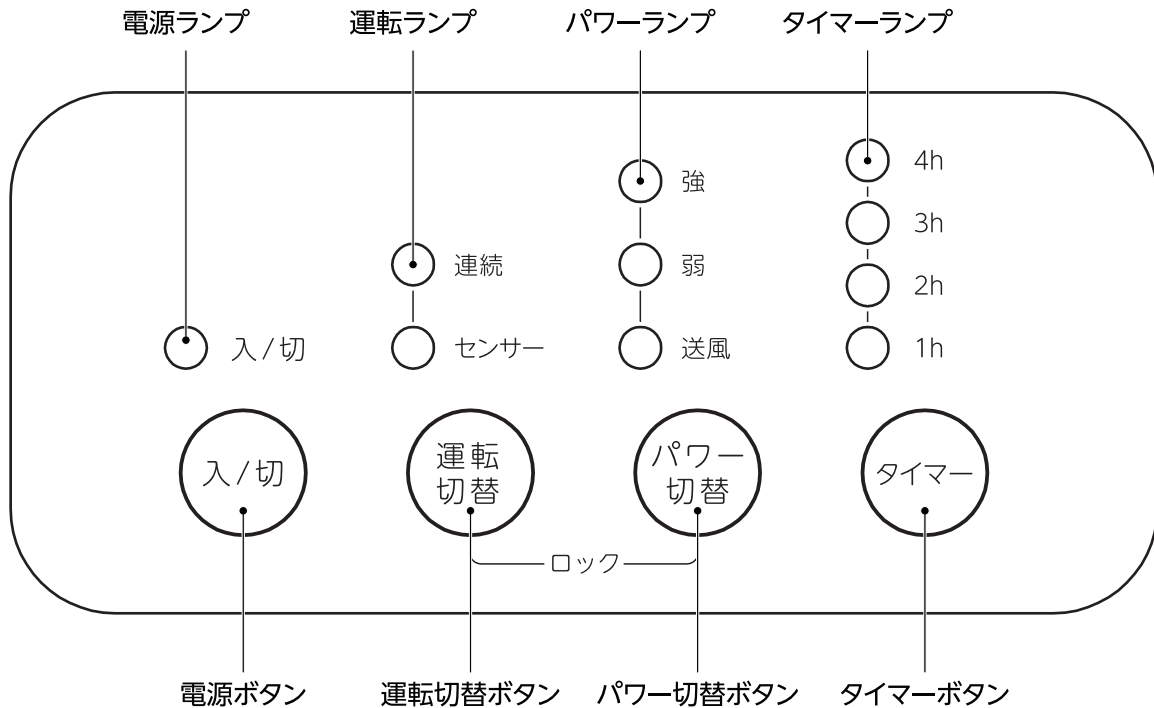 電源ランプ
運転ランプ
パワーランプ
タイマーランプ
4h
強
3h
連続
弱
2h
入/切
センサー
送風
1h
入/切
運転
切替
パワー
切替
タイマー
ロック
電源ボタン
運転切替ボタン
パワー切替ボタン
タイマーボタン